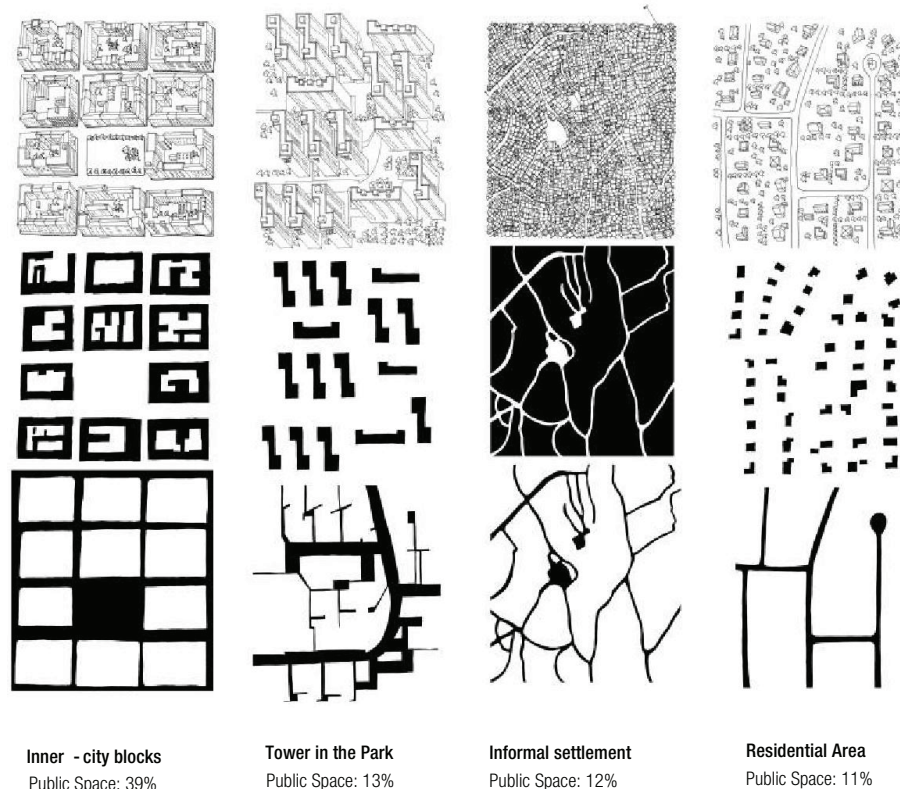 Inner - city blocks
Public Space: 39%
Tower in the Park
Public Space: 13%
Informal settlement
Public Space: 12%
Residential Area
Public Space: 11%